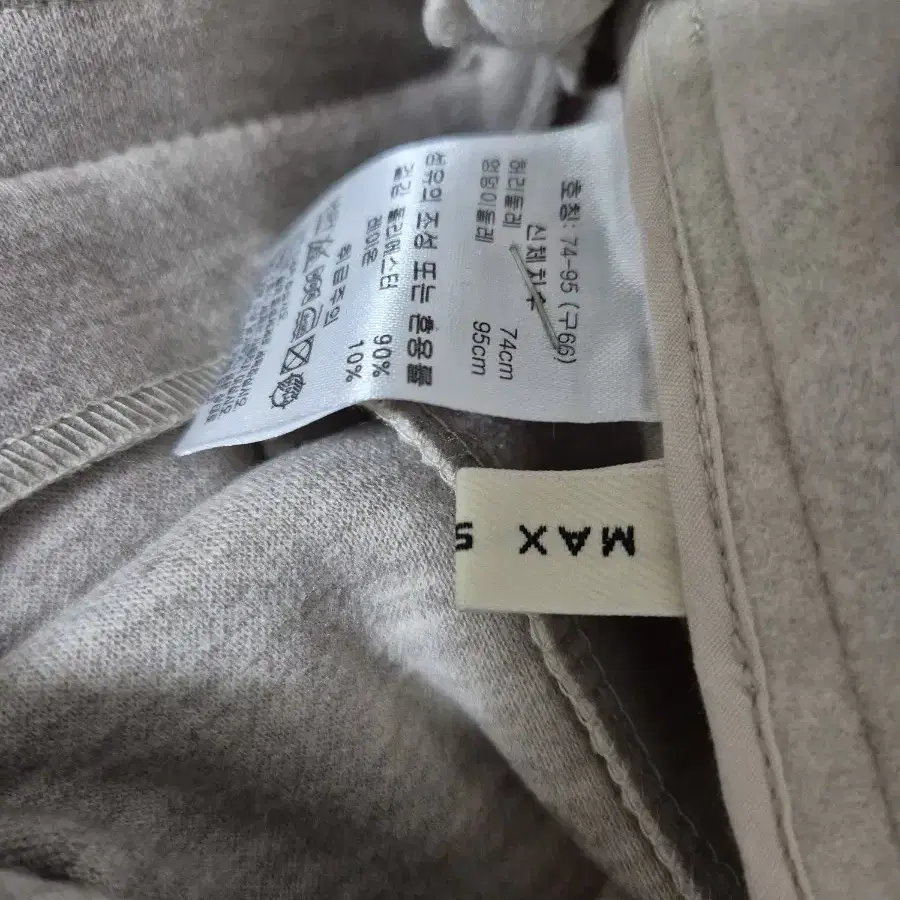 호칭: 74-95 (구66)
신체치수
허리둘레 74cm
엉덩이둘레 95cm
섬유의 조성 또는 혼용율
겉감 폴리에스터 90%
레이온 10%
취급주의
MAX
S